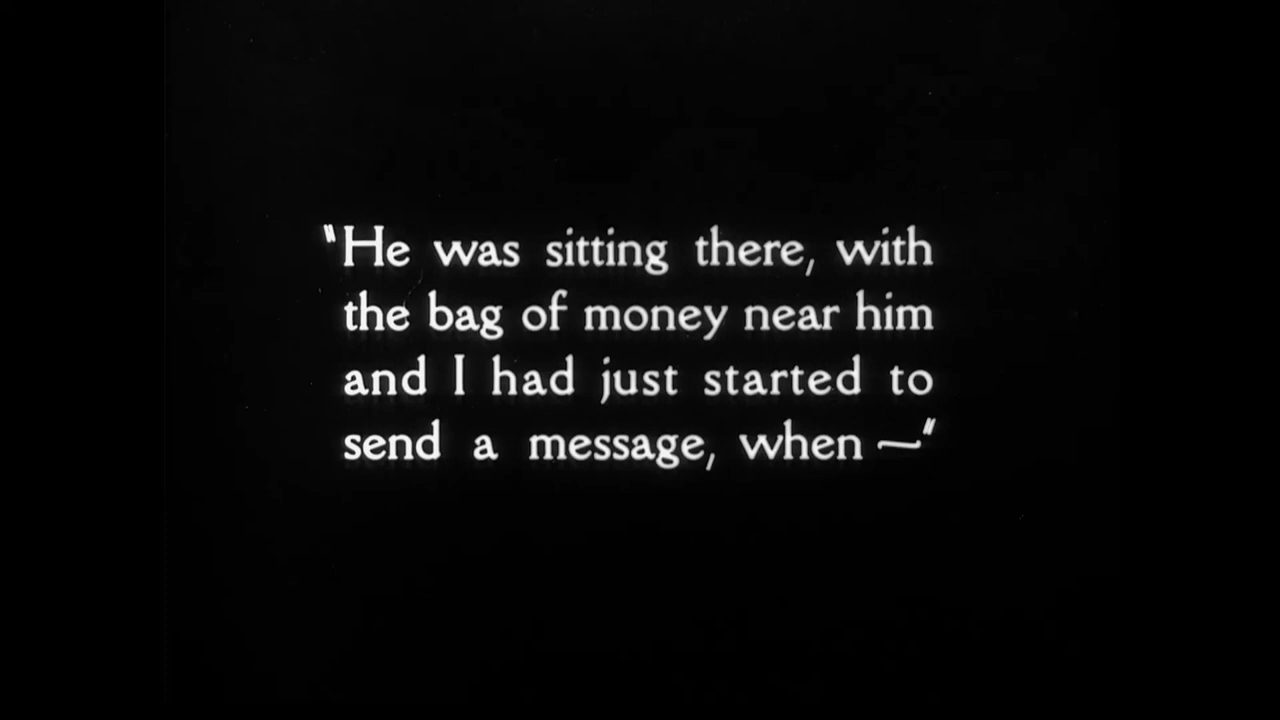 "He was sitting there, with
the bag of money near him
and I had just started to
send a message, when —"